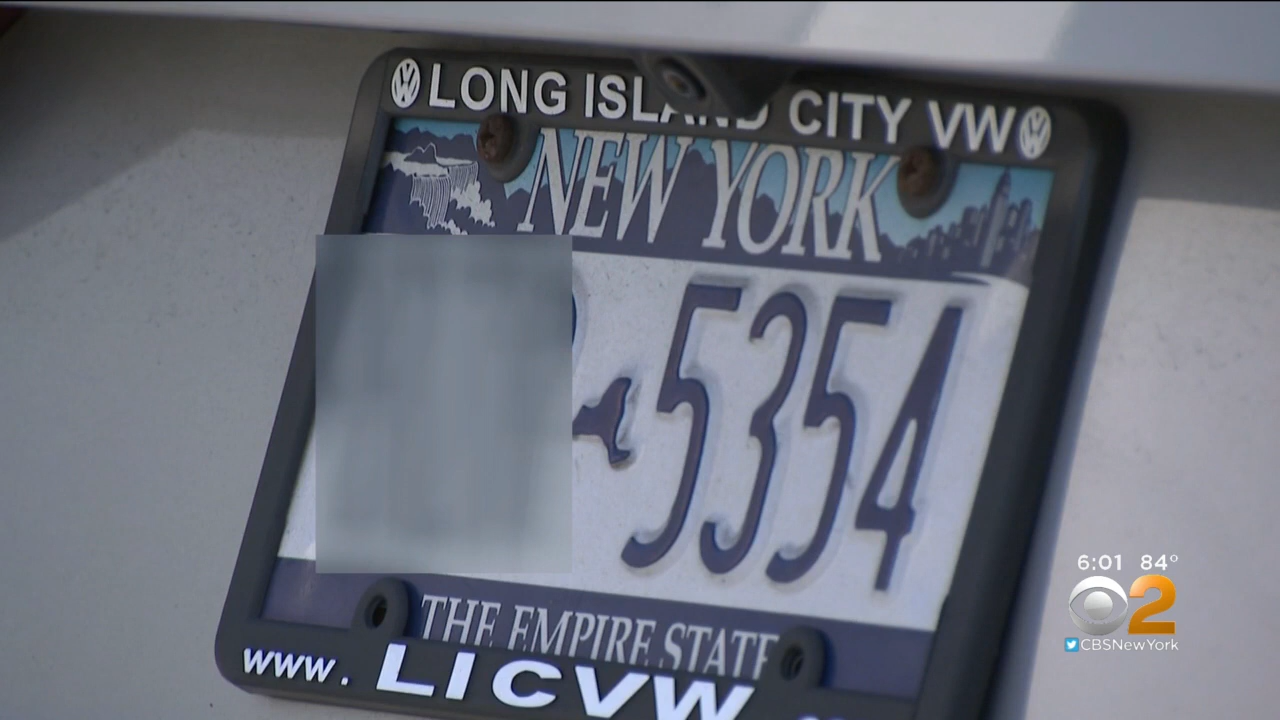 LONG ISLAND CITY VW
NEW YORK
5354
THE EMPIRE STATE
www.LICVW
6:01 84°
2
CBSNewYork